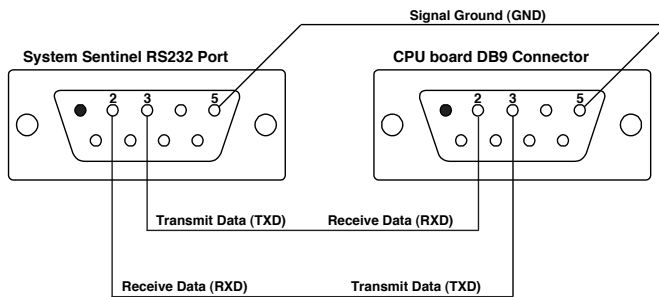 Signal Ground (GND)
System Sentinel RS232 Port
CPU board DB9 Connector
2 3 5
2 3 5
Transmit Data (TXD)
Receive Data (RXD)
Receive Data (RXD)
Transmit Data (TXD)